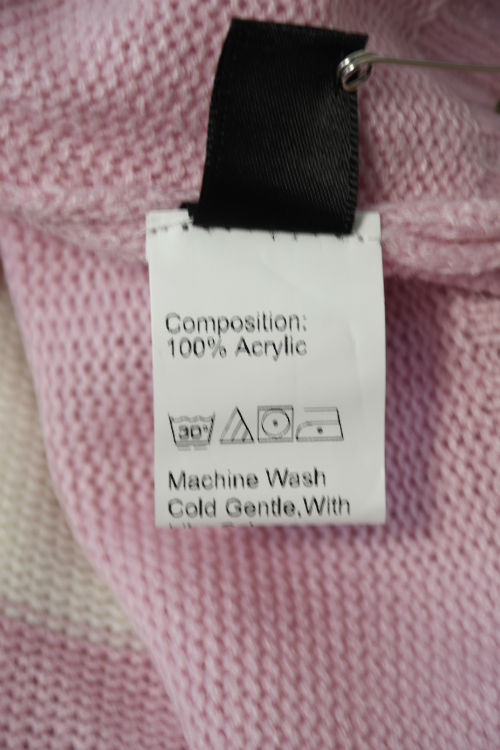 Composition:
100% Acrylic
30°
Machine Wash
Cold Gentle,With